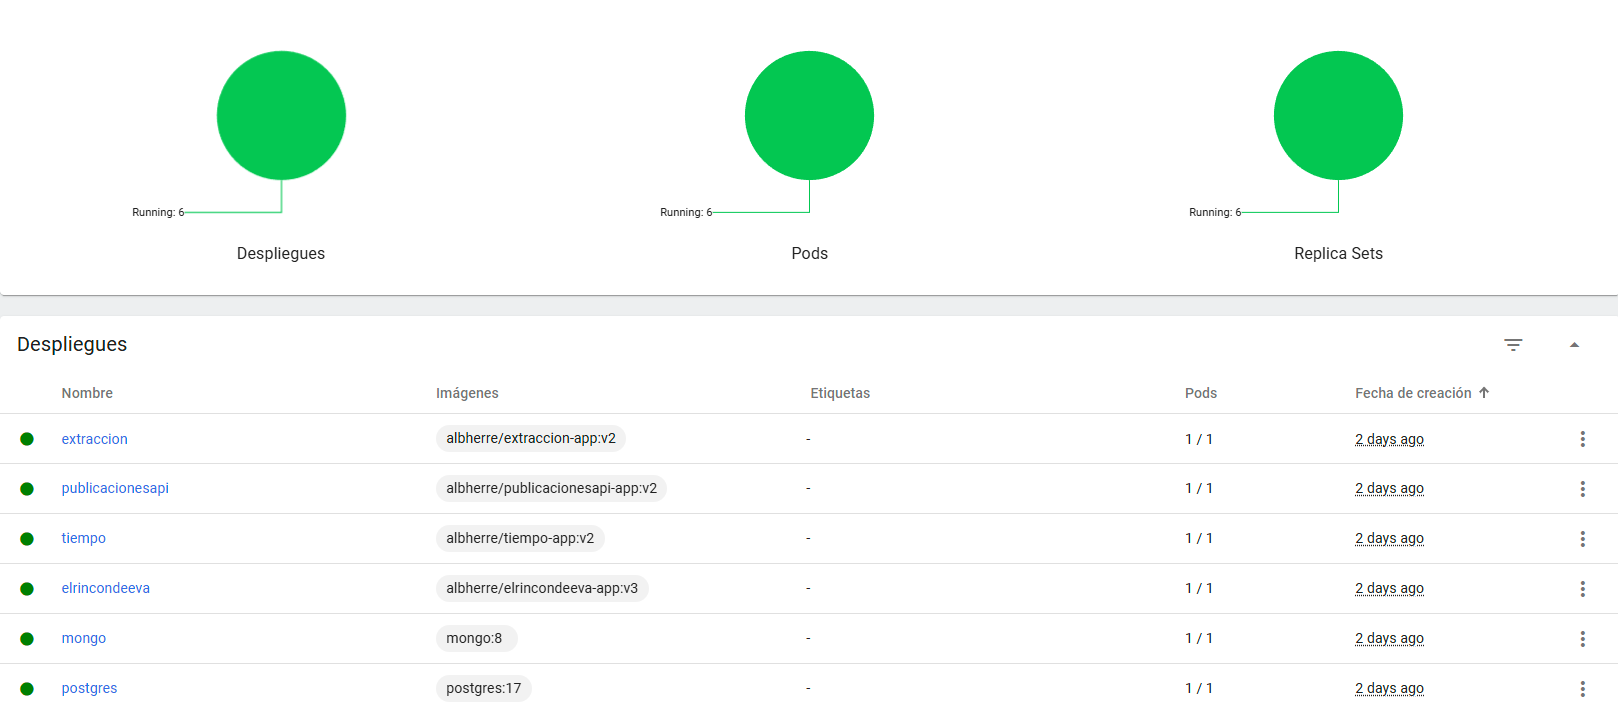 Running: 6 Running: 6 Running: 6
Despliegues Pods Replica Sets
Despliegues
Nombre Imágenes Etiquetas Pods Fecha de creación
extraccion albherre/extraccion-app:v2 - 1 / 1 2 days ago
publicacionesapi albherre/publicacionesapi-app:v2 - 1 / 1 2 days ago
tiempo albherre/tiempo-app:v2 - 1 / 1 2 days ago
elrincondeeva albherre/elrincondeeva-app:v3 - 1 / 1 2 days ago
mongo mongo:8 - 1 / 1 2 days ago
postgres postgres:17 - 1 / 1 2 days ago